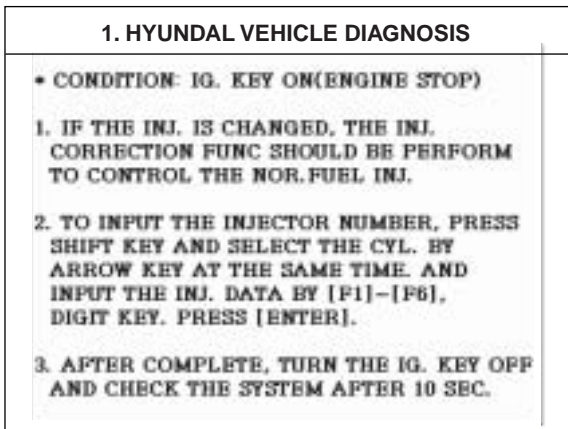 1. HYUNDAL VEHICLE DIAGNOSIS
• CONDITION: IG. KEY ON(ENGINE STOP)
1. IF THE INJ. IS CHANGED, THE INJ.
CORRECTION FUNC SHOULD BE PERFORM
TO CONTROL THE NOR.FUEL INJ.
2. TO INPUT THE INJECTOR NUMBER, PRESS
SHIFT KEY AND SELECT THE CYL. BY
ARROW KEY AT THE SAME TIME. AND
INPUT THE INJ. DATA BY [F1]~[F6],
DIGIT KEY. PRESS [ENTER].
3. AFTER COMPLETE, TURN THE IG. KEY OFF
AND CHECK THE SYSTEM AFTER 10 SEC.